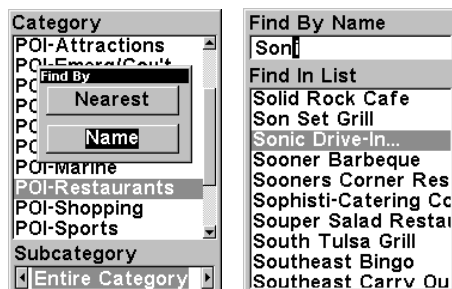 Category
POI-Attractions
POI-Emerg/Gov't
Find By
Nearest
Name
POI-Marine
POI-Restaurants
POI-Shopping
POI-Sports
Subcategory
Entire Category
Find By Name
Soni
Find In List
Solid Rock Cafe
Son Set Grill
Sonic Drive-In...
Sooner Barbeque
Sooners Corner Res
Sophisti-Catering Co
Souper Salad Restau
South Tulsa Grill
Southeast Bingo
Southeast Carry Ou